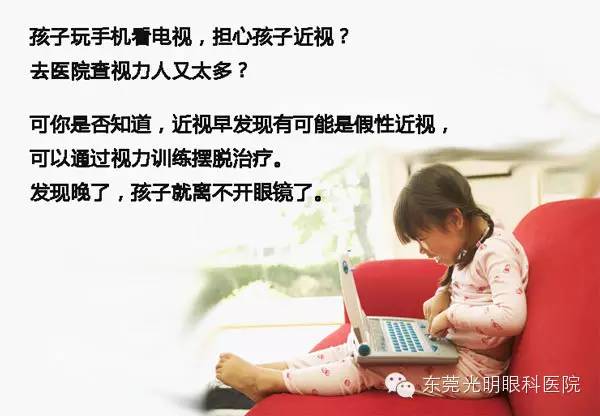 孩子玩手机看电视，担心孩子近视？
去医院查视力人又太多？
可你是否知道，近视早发现有可能是假性近视，
可以通过视力训练摆脱治疗。
发现晚了，孩子就离不开眼镜了。
东莞光明眼科医院